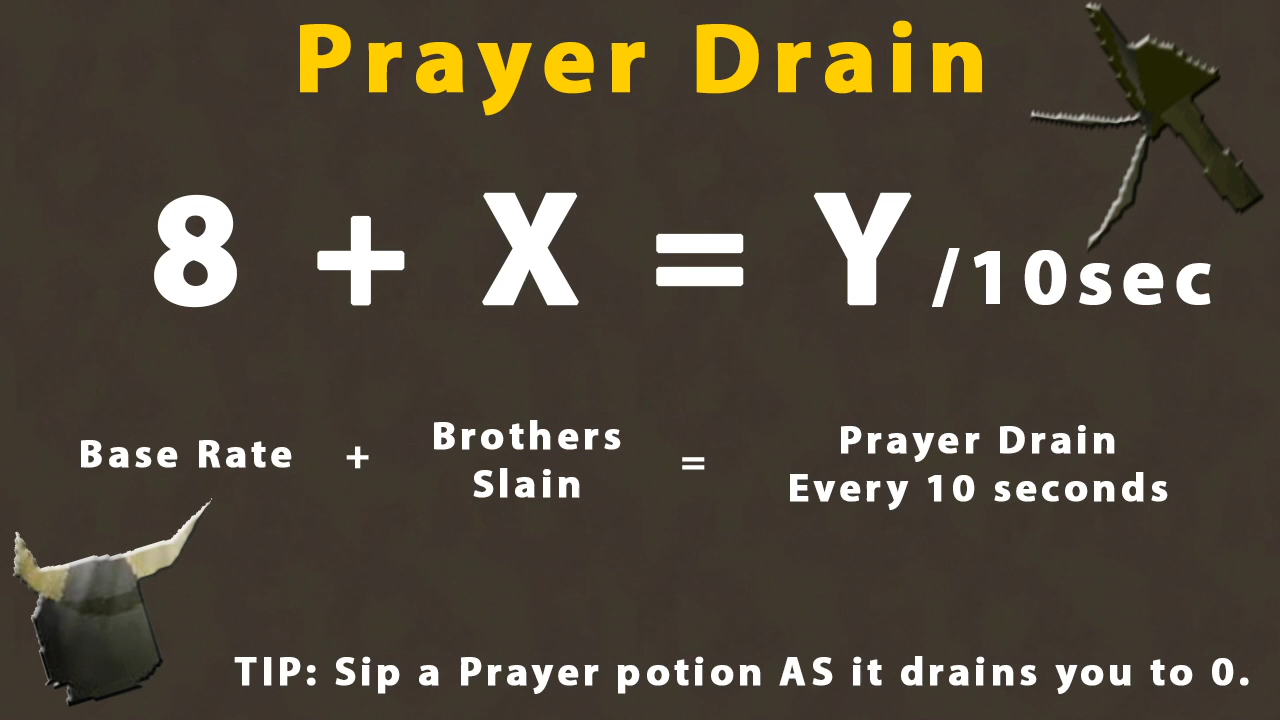 Prayer Drain
8 + X = Y /10sec
Base Rate + Brothers Slain = Prayer Drain Every 10 seconds
TIP: Sip a Prayer potion AS it drains you to 0.